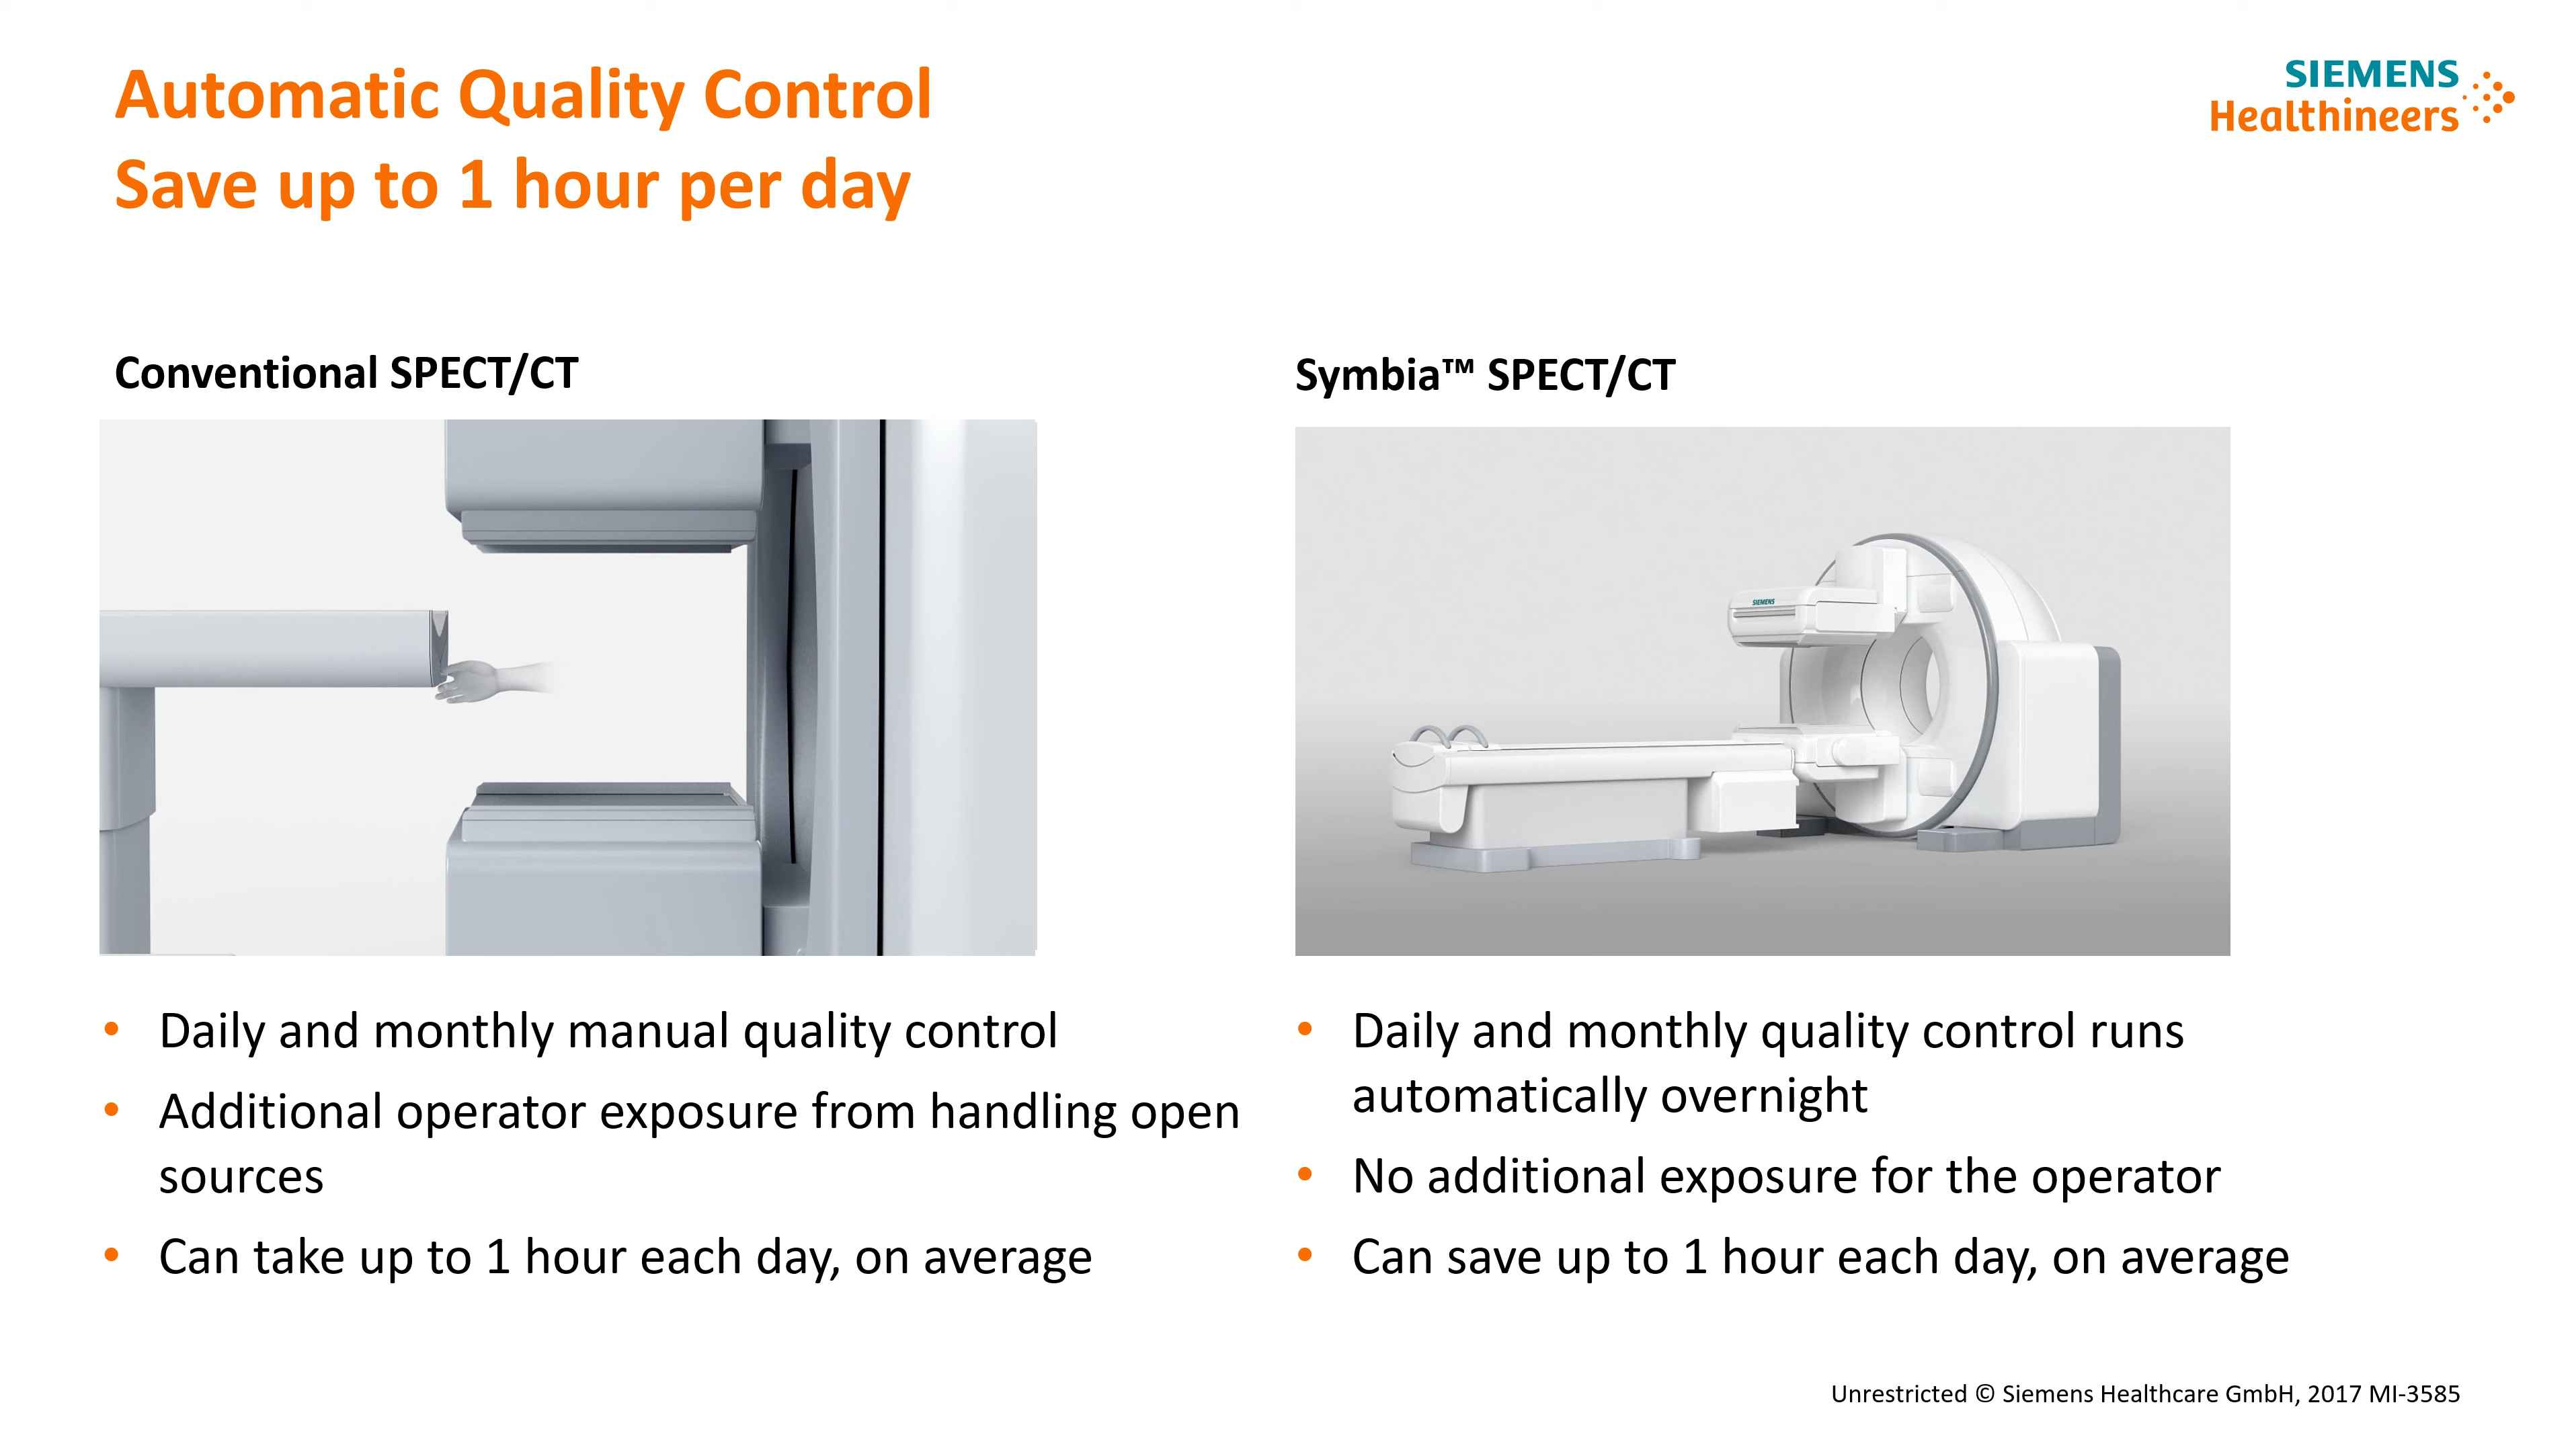 Automatic Quality Control
Save up to 1 hour per day
SIEMENS
Healthineers
Conventional SPECT/CT
Symbia™ SPECT/CT
SIEMENS
• Daily and monthly manual quality control
• Additional operator exposure from handling open
sources
• Can take up to 1 hour each day, on average
• Daily and monthly quality control runs
automatically overnight
• No additional exposure for the operator
• Can save up to 1 hour each day, on average
Unrestricted © Siemens Healthcare GmbH, 2017 MI-3585